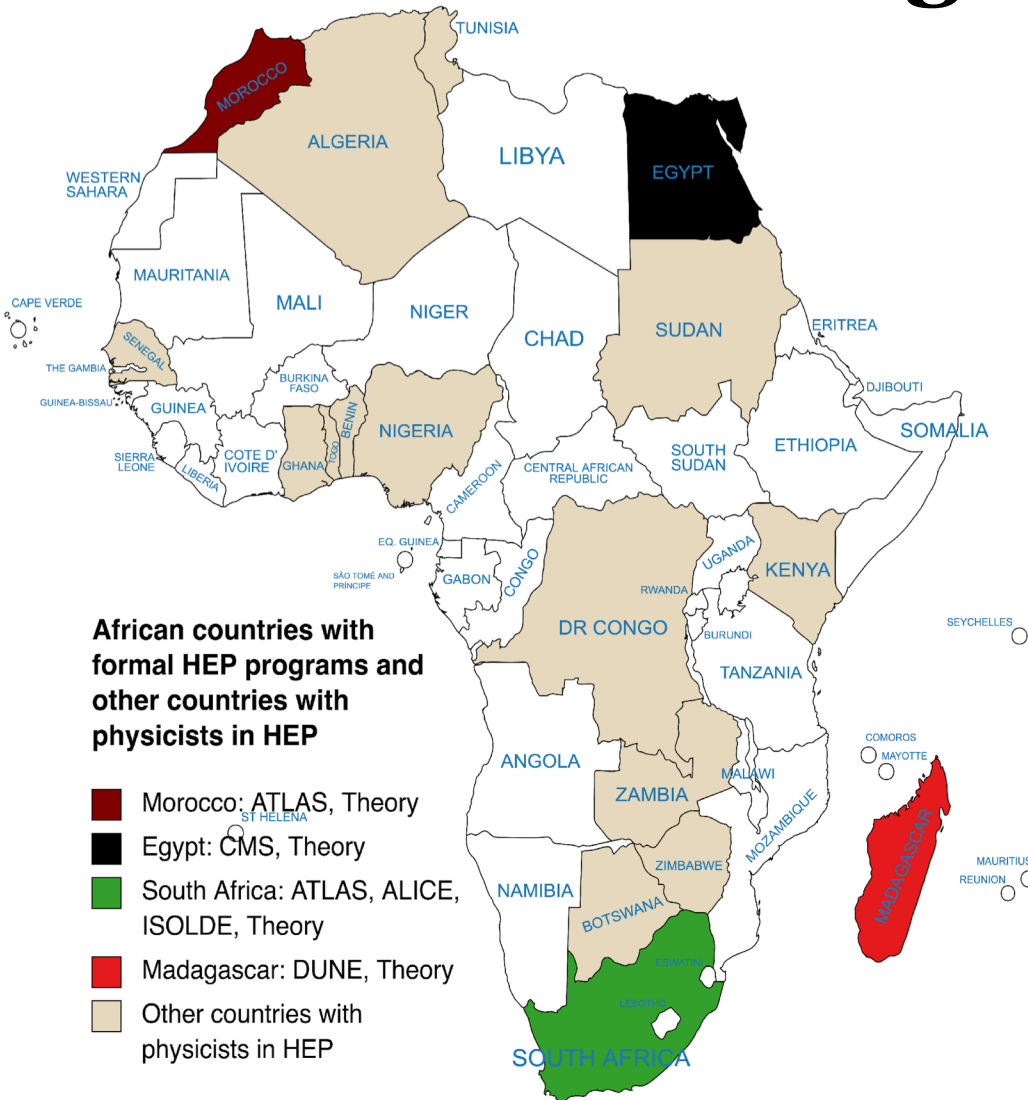 g
TUNISIA
MOROCCO
ALGERIA
LIBYA
EGYPT
WESTERN
SAHARA
MAURITANIA
MALI
NIGER
CHAD
SUDAN
ERITREA
CAPE VERDE
SENEGAL
THE GAMBIA
GUINEA-BISSAU
GUINEA
BURKINA
FASO
BENIN
NIGERIA
DJIBOUTI
SOMALIA
ETHIOPIA
SOUTH
SUDAN
SIERRA
LEONE
LIBERIA
COTE D'
IVOIRE
GHANA
TOGO
CAMEROON
CENTRAL AFRICAN
REPUBLIC
EQ. GUINEA
SÃO TOMÉ AND
PRÍNCIPE
GABON
CONGO
UGANDA
KENYA
RWANDA
DR CONGO
BURUNDI
TANZANIA
SEYCHELLES
African countries with
formal HEP programs and
other countries with
physicists in HEP
ANGOLA
ZAMBIA
MALAWI
MOZAMBIQUE
COMOROS
MAYOTTE
MADAGASCAR
MAURITIUS
REUNION
NAMIBIA
ZIMBABWE
BOTSWANA
ESWATINI
LESOTHO
SOUTH AFRICA
Morocco: ATLAS, Theory
ST HELENA
Egypt: CMS, Theory
South Africa: ATLAS, ALICE,
ISOLDE, Theory
Madagascar: DUNE, Theory
Other countries with
physicists in HEP